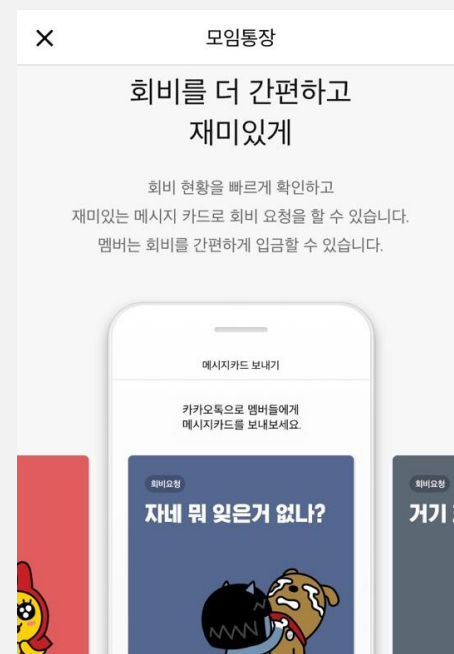 모임통장
회비를 더 간편하고
재미있게
회비 현황을 빠르게 확인하고
재미있는 메시지 카드로 회비 요청을 할 수 있습니다.
멤버는 회비를 간편하게 입금할 수 있습니다.
메시지카드 보내기
카카오톡으로 멤버들에게
메시지카드를 보내보세요.
회비요청
자네 뭐 잊은거 없나?
회비요청
거기